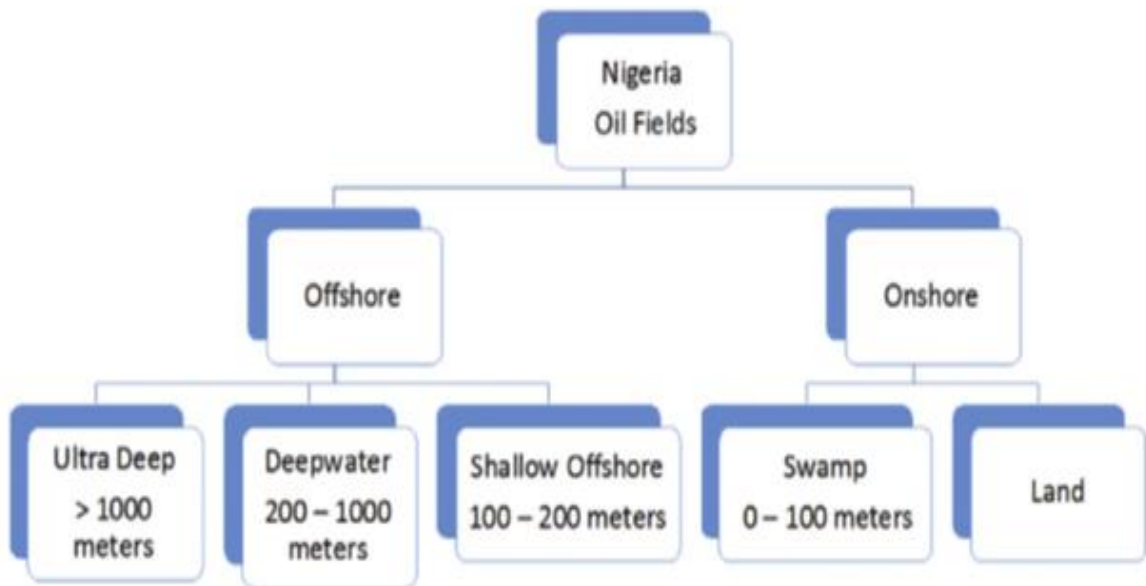 Nigeria
Oil Fields
Offshore
Onshore
Ultra Deep
> 1000
meters
Deepwater
200 – 1000
meters
Shallow Offshore
100 – 200 meters
Swamp
0 – 100 meters
Land